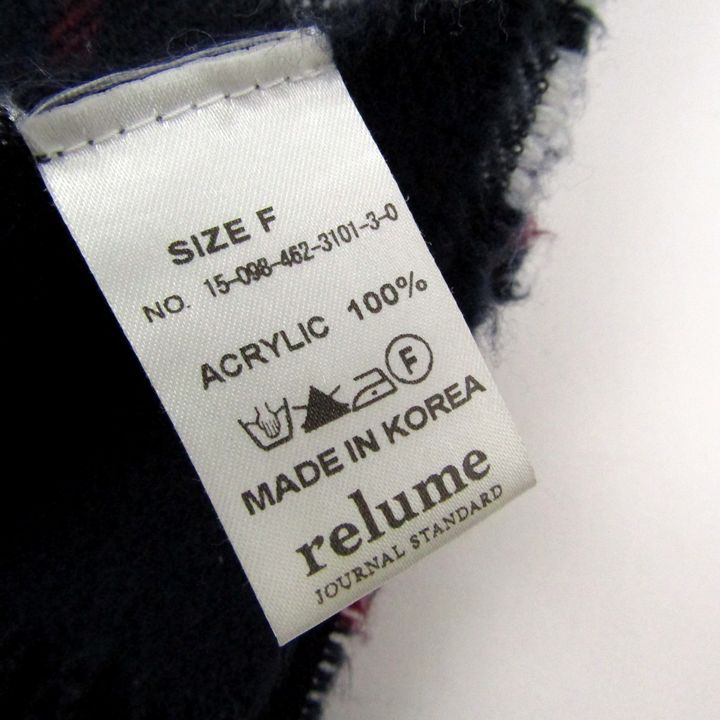 SIZE F
NO. 15-098-462-3101-3-0
ACRYLIC 100%
F
MADE IN KOREA
relume
JOURNAL STANDARD